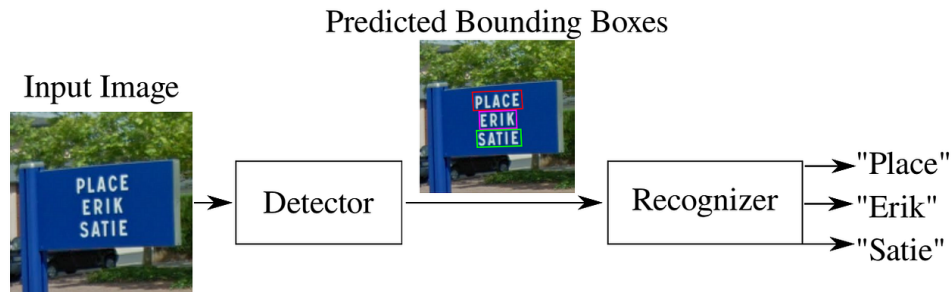 Predicted Bounding Boxes
Input Image
PLACE
ERIK
SATIE
PLACE
ERIK
SATIE
Detector
Recognizer
"Place"
"Erik"
"Satie"